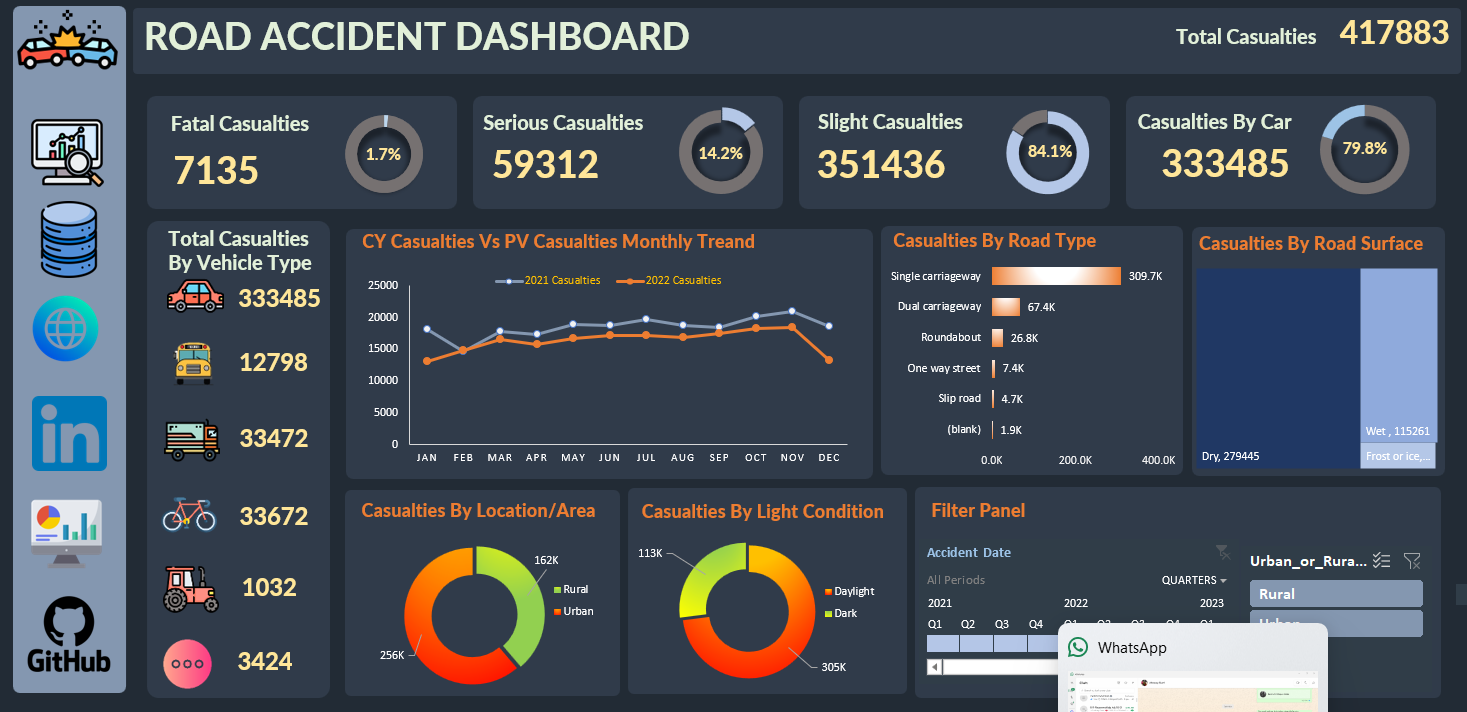 ROAD ACCIDENT DASHBOARD
Total Casualties 417883
Fatal Casualties
7135
1.7%
Serious Casualties
59312
14.2%
Slight Casualties
351436
84.1%
Casualties By Car
333485
79.8%
Total Casualties
By Vehicle Type
333485
12798
33472
33672
1032
3424
CY Casualties Vs PV Casualties Monthly Treand
2021 Casualties
2022 Casualties
25000
20000
15000
10000
5000
0
JAN FEB MAR APR MAY JUN JUL AUG SEP OCT NOV DEC
Casualties By Road Type
Single carriageway 309.7K
Dual carriageway 67.4K
Roundabout 26.8K
One way street 7.4K
Slip road 4.7K
(blank) 1.9K
0.0K 200.0K 400.0K
Casualties By Road Surface
Dry, 279445
Wet , 115261
Frost or ice,...
Casualties By Location/Area
162K
Rural
Urban
256K
Casualties By Light Condition
113K
Daylight
Dark
305K
Filter Panel
Accident Date
All Periods
QUARTERS
2021 2022 2023
Q1 Q2 Q3 Q4 Q1 Q2 Q3 Q4 Q1
Urban_or_Rura...
Rural
Urban
WhatsApp
in
GitHub